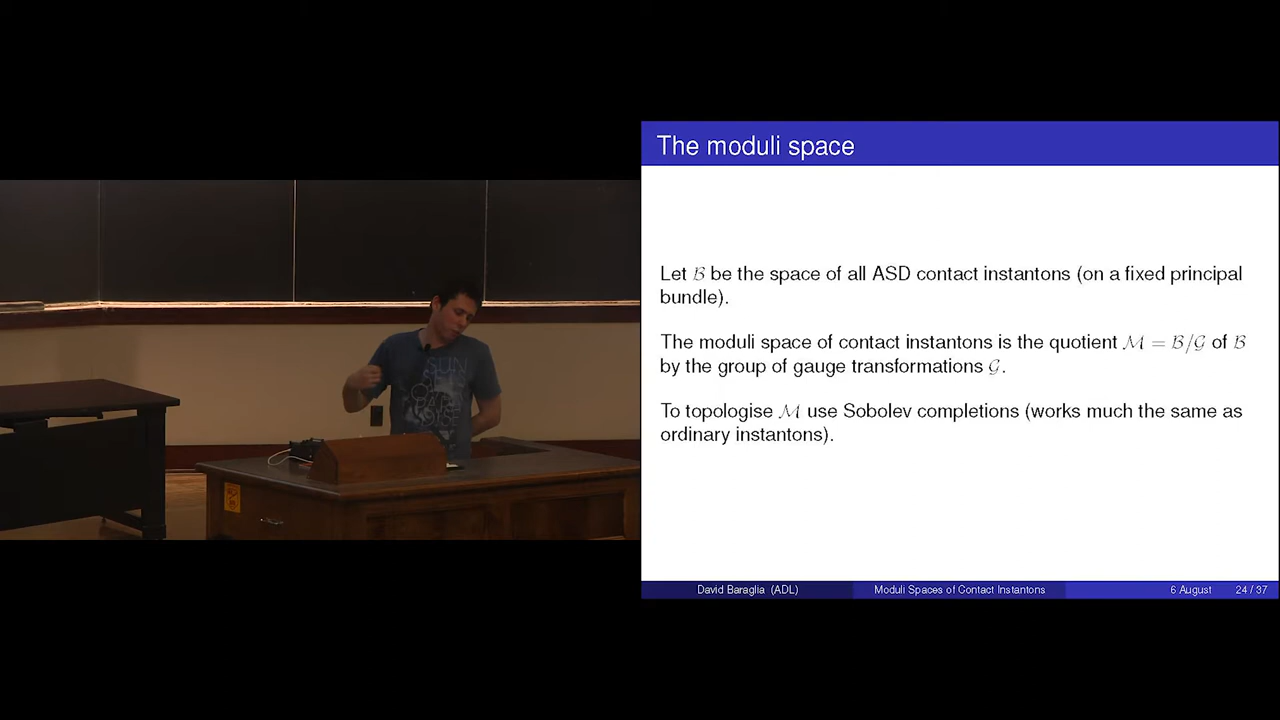 The moduli space
Let ℬ be the space of all ASD contact instantons (on a fixed principal
bundle).
The moduli space of contact instantons is the quotient ℳ = ℬ/𝒢 of ℬ
by the group of gauge transformations 𝒢.
To topologise ℳ use Sobolev completions (works much the same as
ordinary instantons).
David Baraglia (ADL) Moduli Spaces of Contact Instantons 6 August 24 / 37
SUN